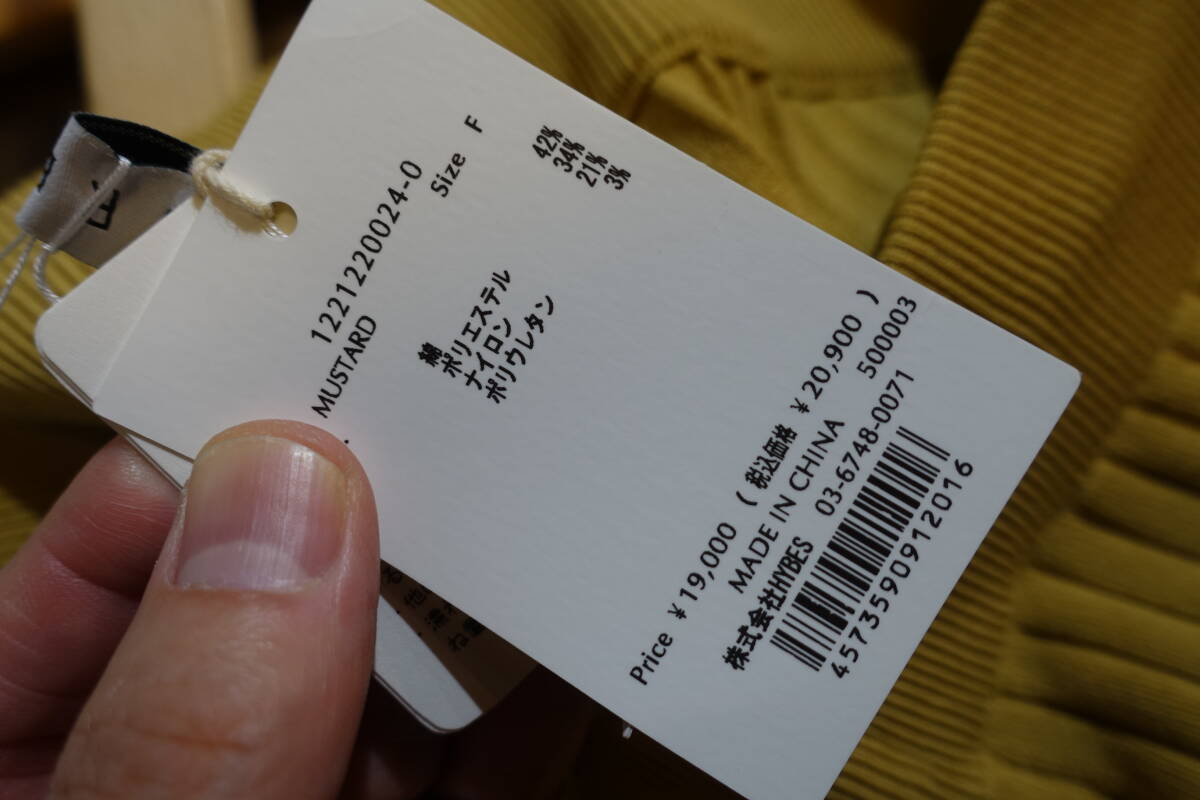 1221220024-0
MUSTARD Size F
綿 42%
ポリエステル 34%
ナイロン 21%
ポリウレタン 3%
Price ¥19,000 (税込価格 ¥20,900)
MADE IN CHINA 500003
株式会社HYBES 03-6748-0071
4573590912016